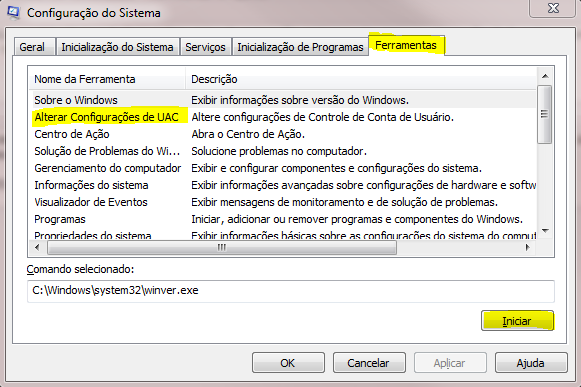 Configuração do Sistema
Geral
Inicialização do Sistema
Serviços
Inicialização de Programas
Ferramentas
Nome da Ferramenta Descrição
Sobre o Windows Exibir informações sobre versão do Windows.
Alterar Configurações de UAC Altere configurações de Controle de Conta de Usuário.
Centro de Ação Abra o Centro de Ação.
Solução de Problemas do Wi... Solucione problemas no computador.
Gerenciamento do computador Exibir e configurar componentes e configurações do sistema.
Informações do sistema Exibir informações avançadas sobre configurações de hardware e softw
Visualizador de Eventos Exibir mensagens de monitoramento e de solução de problemas.
Programas Iniciar, adicionar ou remover programas e componentes do Windows.
Propriedades do sistema Exibir informações básicas sobre as configurações do sistema do comput
Comando selecionado:
C:\Windows\system32\winver.exe
Iniciar
OK
Cancelar
Aplicar
Ajuda